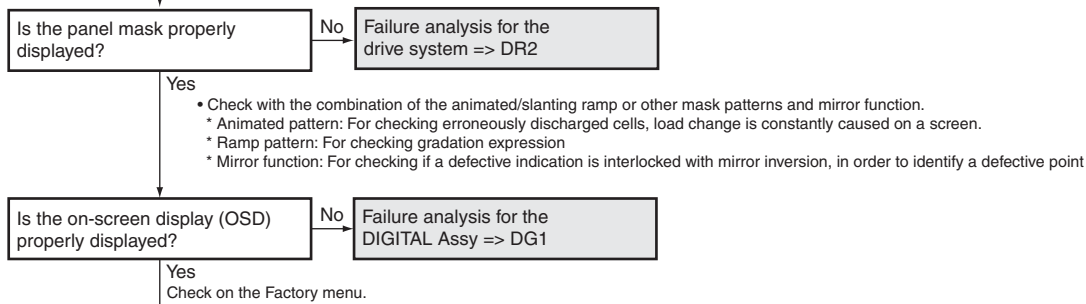 Is the panel mask properly
displayed?
No
Failure analysis for the
drive system => DR2
Yes
• Check with the combination of the animated/slanting ramp or other mask patterns and mirror function.
* Animated pattern: For checking erroneously discharged cells, load change is constantly caused on a screen.
* Ramp pattern: For checking gradation expression
* Mirror function: For checking if a defective indication is interlocked with mirror inversion, in order to identify a defective point
Is the on-screen display (OSD)
properly displayed?
No
Failure analysis for the
DIGITAL Assy => DG1
Yes
Check on the Factory menu.